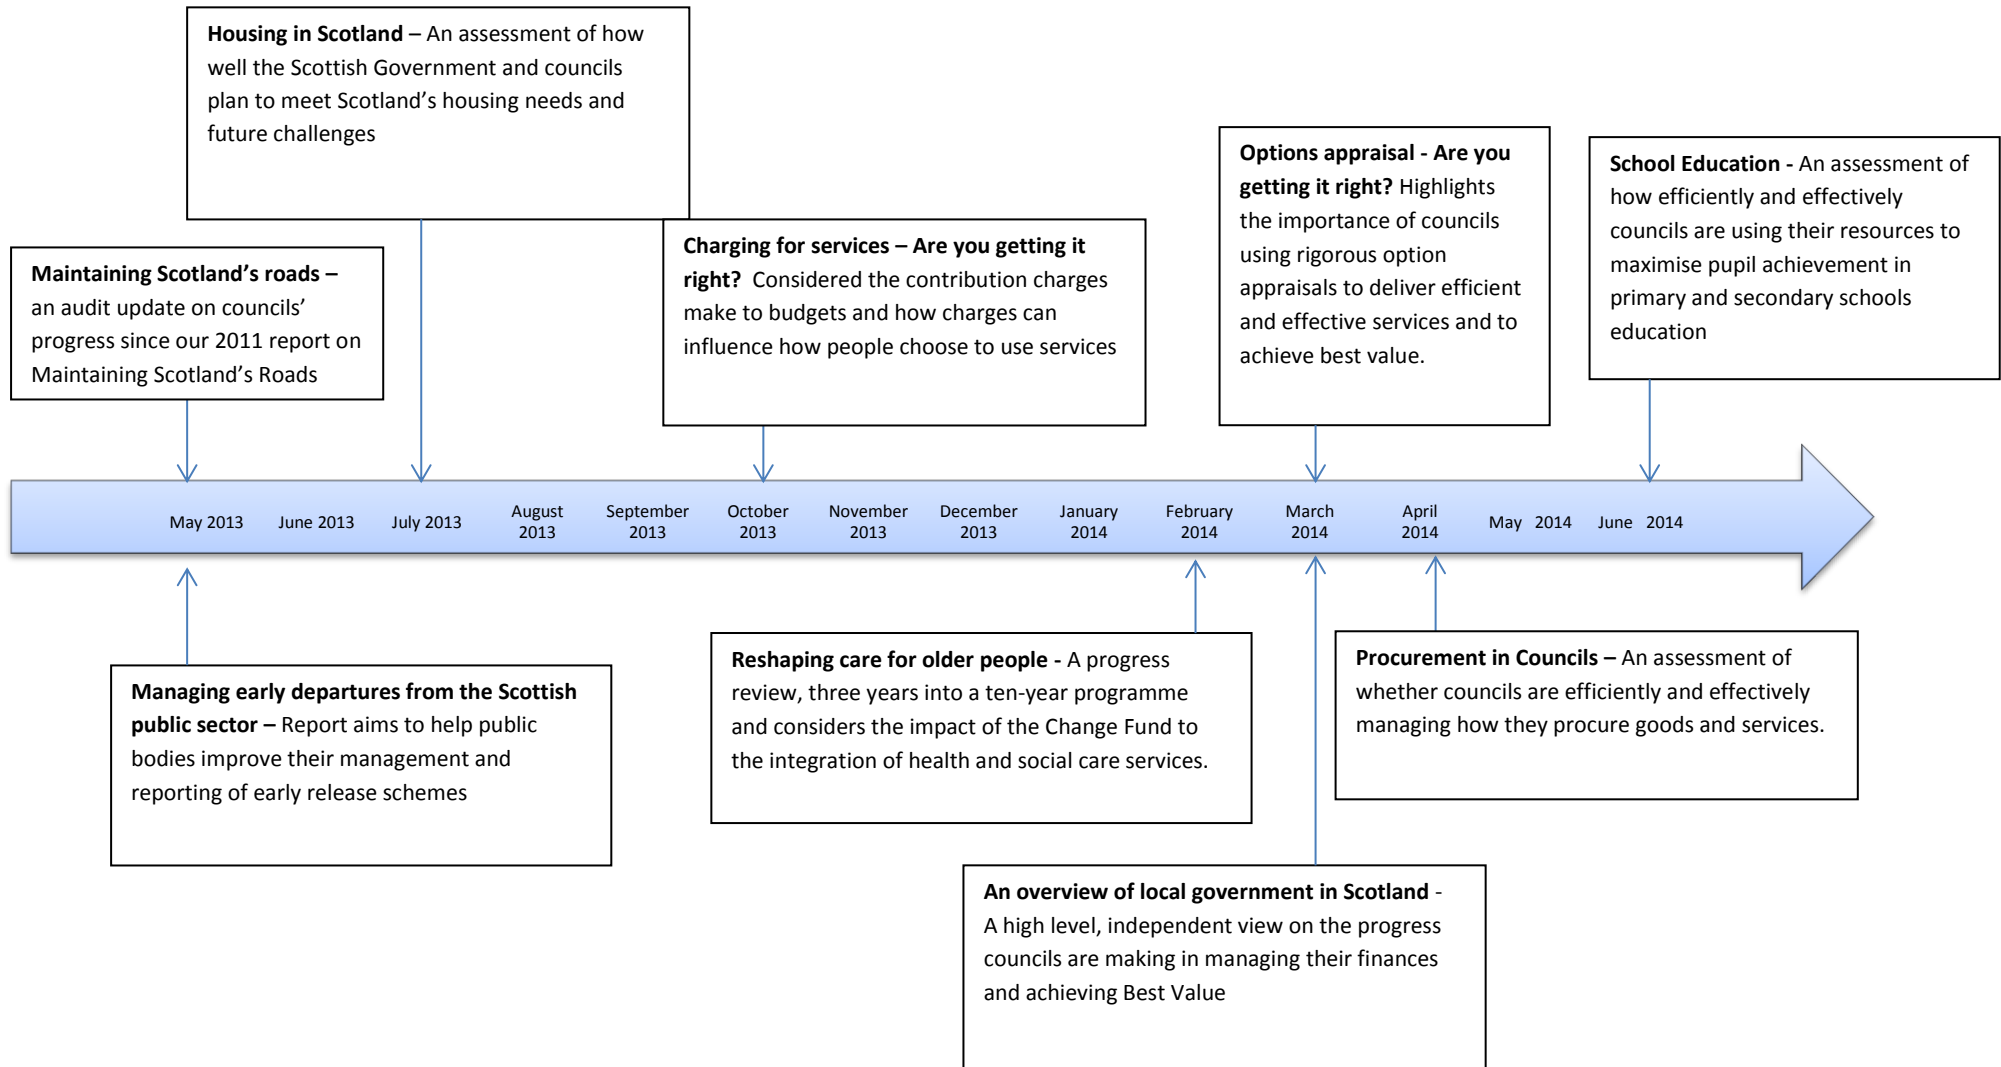 Housing in Scotland – An assessment of how
well the Scottish Government and councils
plan to meet Scotland's housing needs and
future challenges
Maintaining Scotland's roads –
an audit update on councils'
progress since our 2011 report on
Maintaining Scotland's Roads
Charging for services – Are you getting it
right? Considered the contribution charges
make to budgets and how charges can
influence how people choose to use services
Options appraisal - Are you
getting it right? Highlights
the importance of councils
using rigorous option
appraisals to deliver efficient
and effective services and to
achieve best value.
School Education - An assessment of
how efficiently and effectively
councils are using their resources to
maximise pupil achievement in
primary and secondary schools
education
May 2013
June 2013
July 2013
August
2013
September
2013
October
2013
November
2013
December
2013
January
2014
February
2014
March
2014
April
2014
May 2014
June 2014
Managing early departures from the Scottish
public sector – Report aims to help public
bodies improve their management and
reporting of early release schemes
Reshaping care for older people - A progress
review, three years into a ten-year programme
and considers the impact of the Change Fund to
the integration of health and social care services.
Procurement in Councils – An assessment of
whether councils are efficiently and effectively
managing how they procure goods and services.
An overview of local government in Scotland -
A high level, independent view on the progress
councils are making in managing their finances
and achieving Best Value